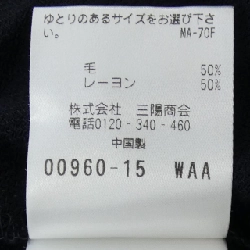 ゆとりのあるサイズをお選び下さ
い。 MA-70F
毛 50%
レーヨン 50%
株式会社 三陽商会
電話0120-340-460
中国製
00960-15 WAA